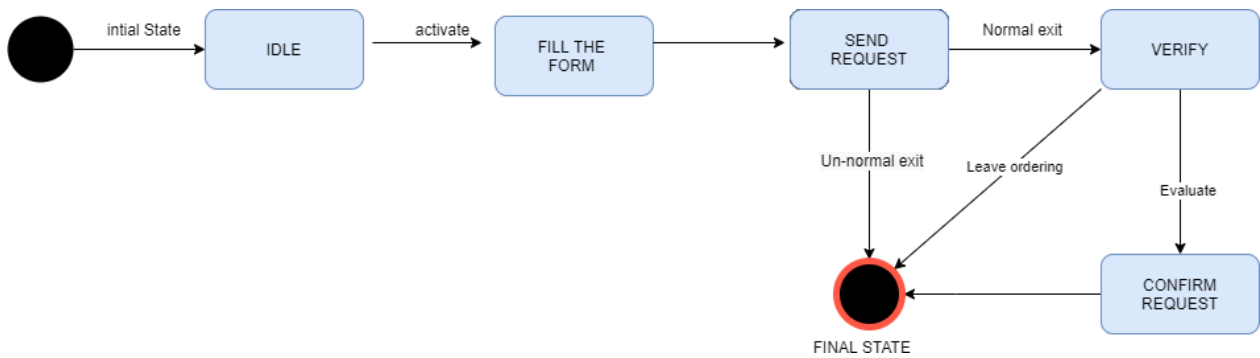 intial State
IDLE
activate
FILL THE
FORM
SEND
REQUEST
Normal exit
VERIFY
Un-normal exit
Leave ordering
Evaluate
CONFIRM
REQUEST
FINAL STATE